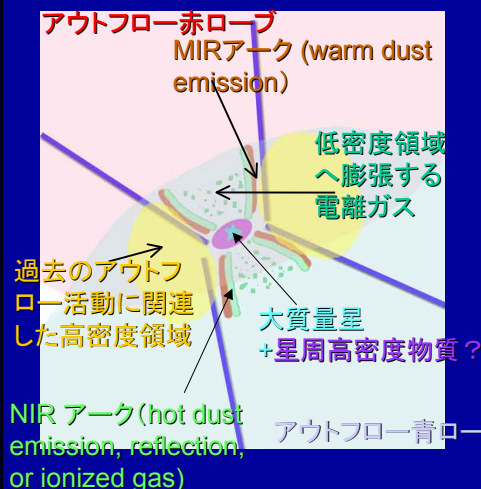 アウトフロー赤ローブ
MIRアーク (warm dust
emission)
低密度領域
へ膨張する
電離ガス
過去のアウトフ
ロー活動に関連
した高密度領域
大質量星
+星周高密度物質？
NIR アーク(hot dust
emission, reflection,
or ionized gas)
アウトフロー青ロー